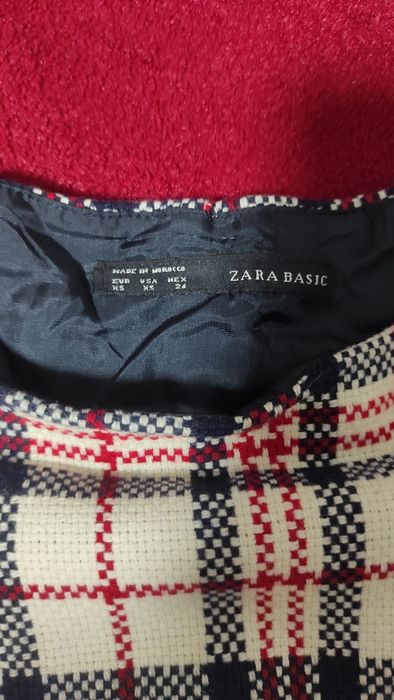 MADE IN MOROCCO
EUR USA MEX
XS XS 24
ZARA BASIC